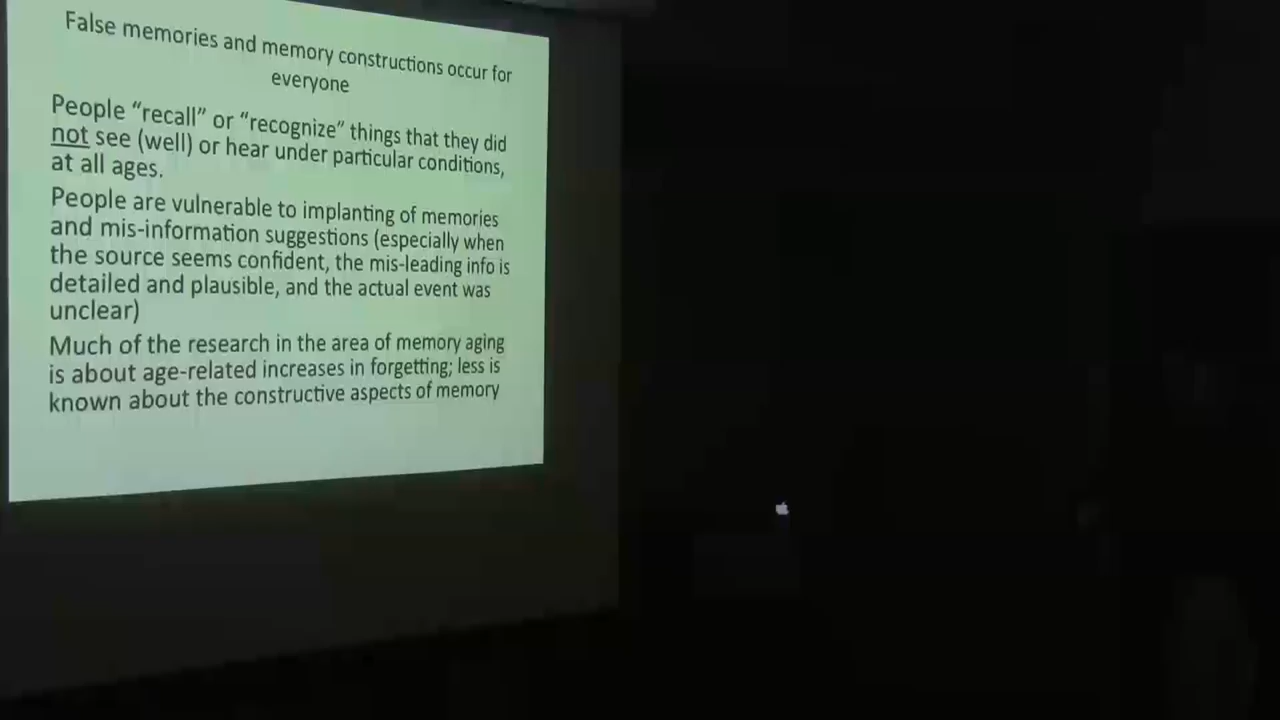 False memories and memory constructions occur for
everyone
People “recall” or “recognize” things that they did
not see (well) or hear under particular conditions,
at all ages.
People are vulnerable to implanting of memories
and mis-information suggestions (especially when
the source seems confident, the mis-leading info is
detailed and plausible, and the actual event was
unclear)
Much of the research in the area of memory aging
is about age-related increases in forgetting; less is
known about the constructive aspects of memory